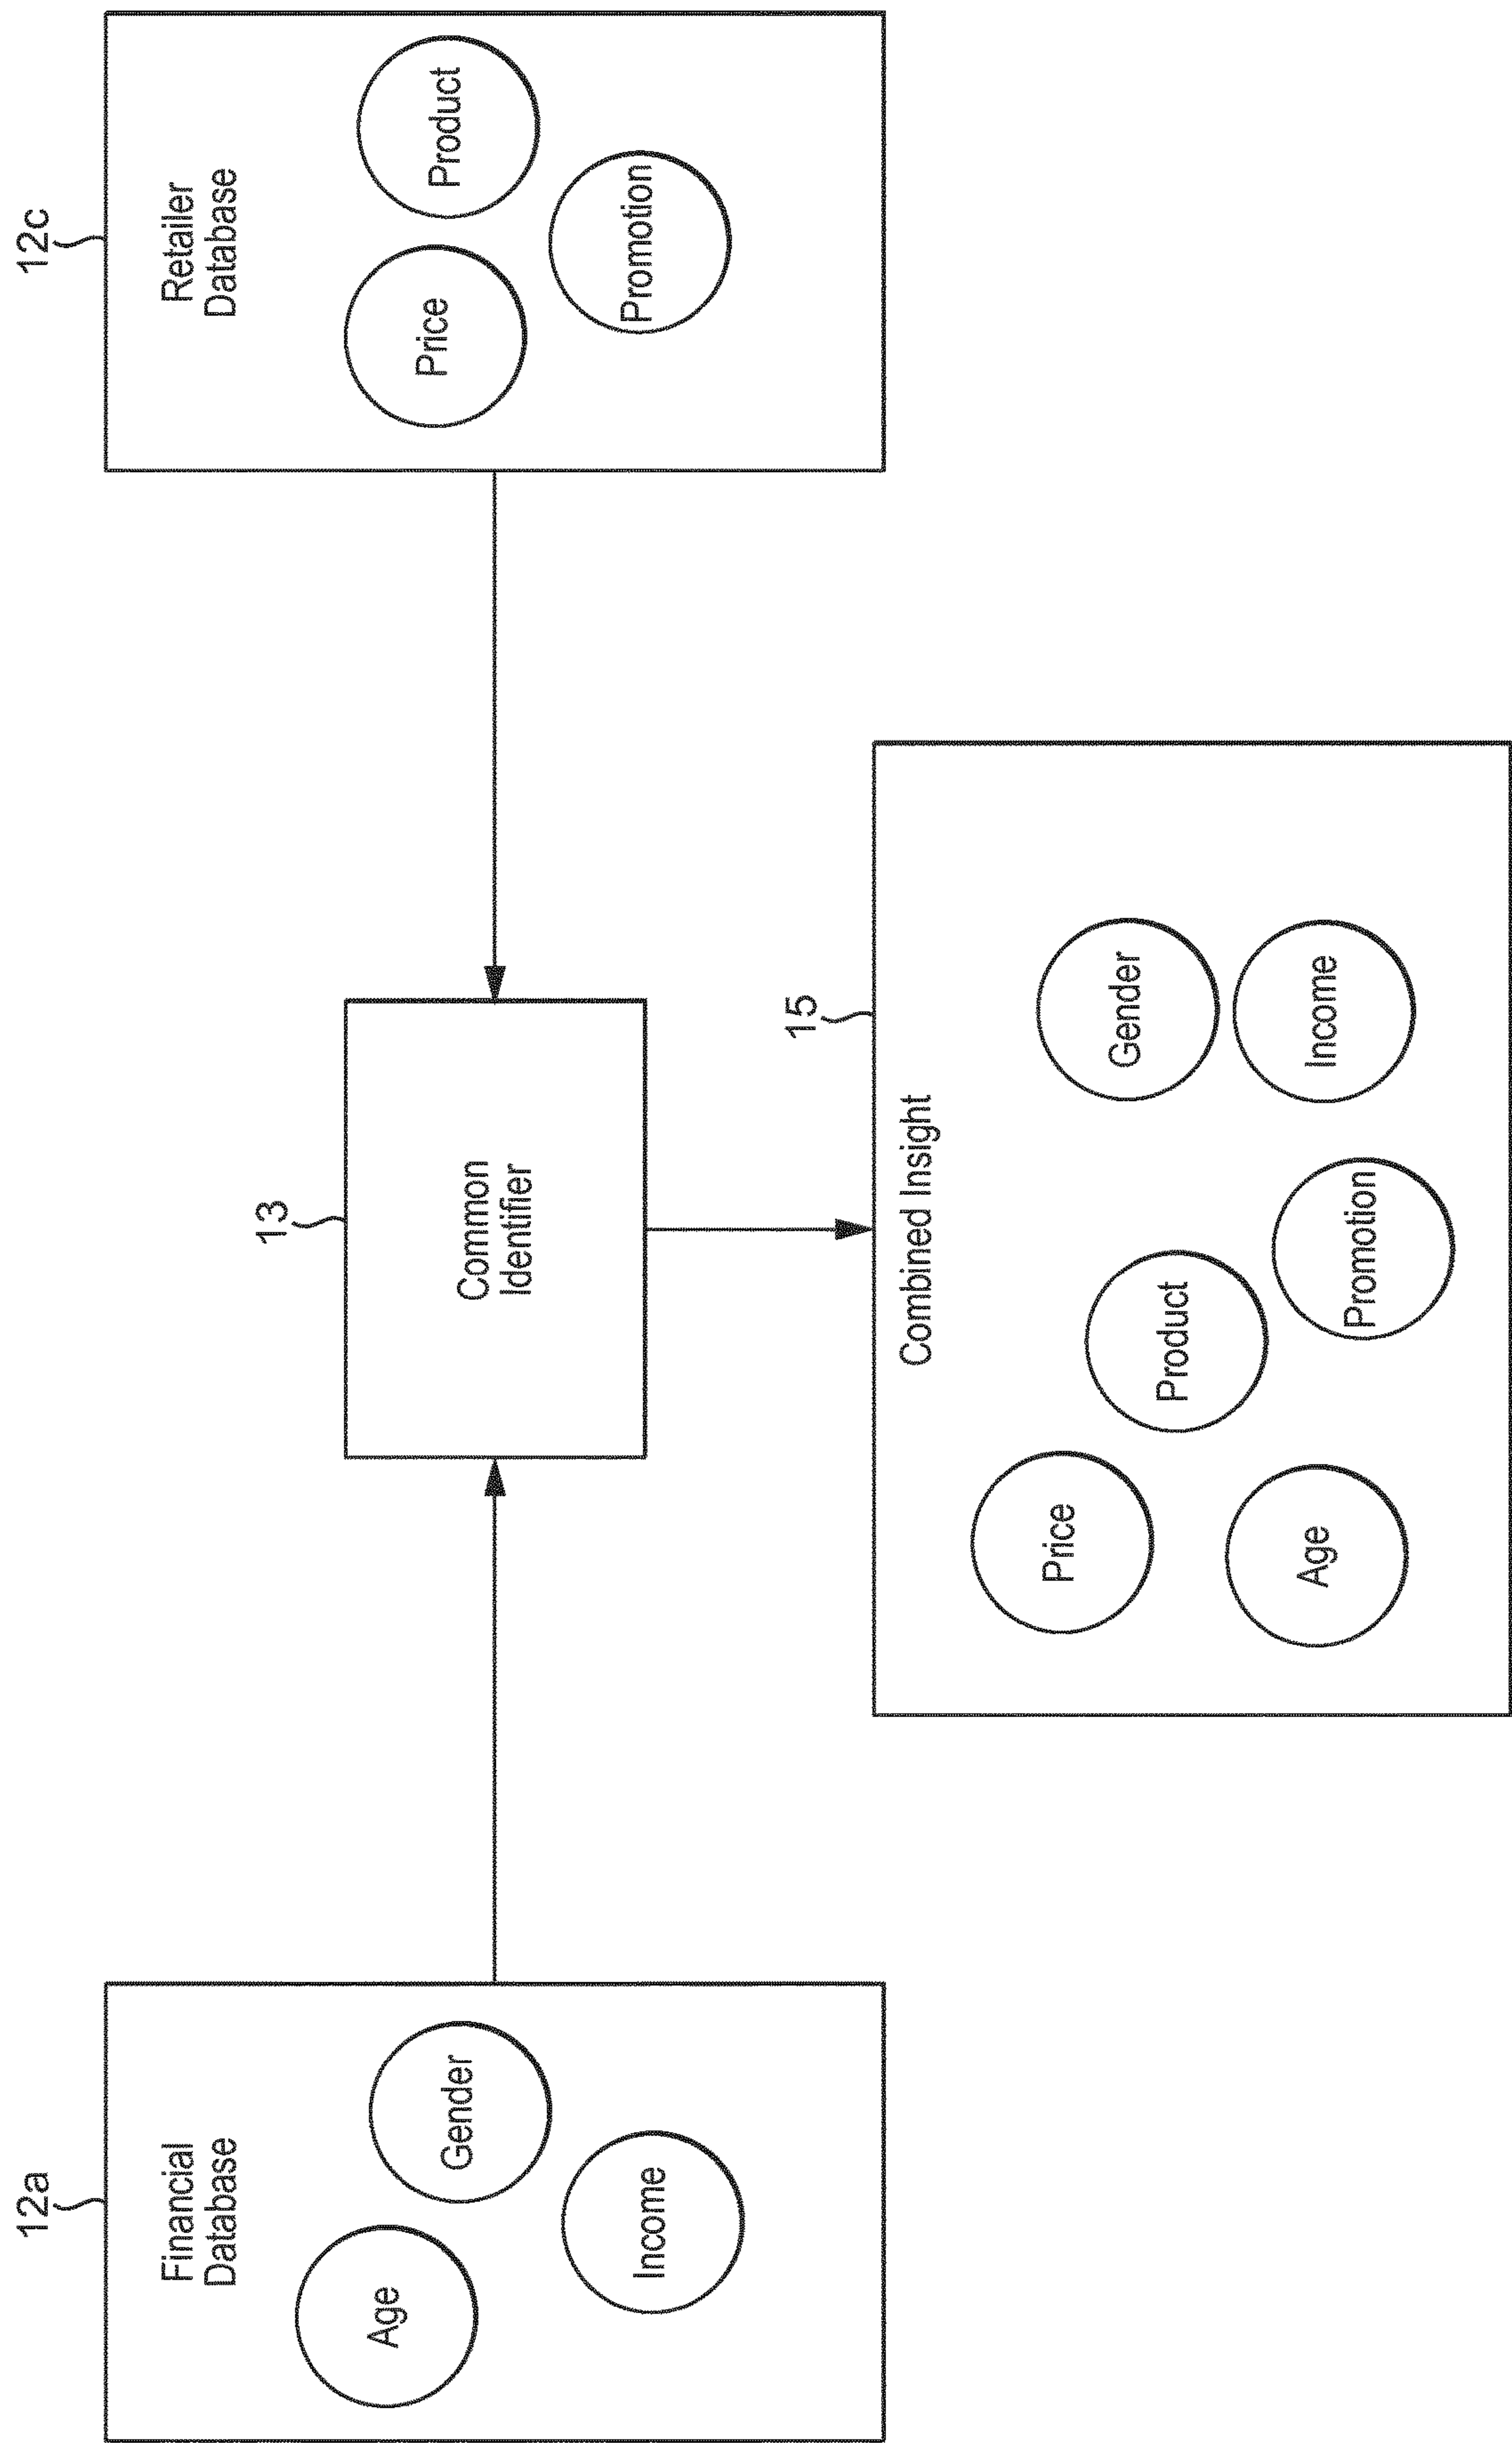 12a
Financial
Database
Age
Gender
Income
13
Common
Identifier
12c
Retailer
Database
Price
Product
Promotion
15
Combined Insight
Price
Product
Gender
Age
Promotion
Income